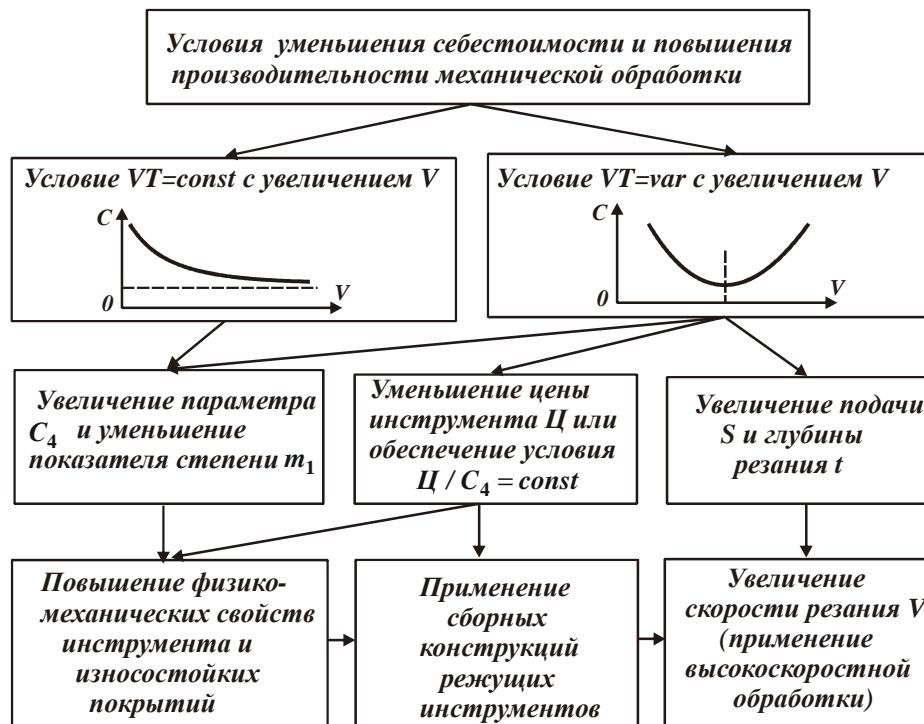 Условия уменьшения себестоимости и повышения
производительности механической обработки
Условие VT=const с увеличением V
C
0
V
Условие VT=var с увеличением V
C
0
V
Увеличение параметра
C₄ и уменьшение
показателя степени m₁
Уменьшение цены
инструмента Ц или
обеспечение условия
Ц / C₄ = const
Увеличение подачи
S и глубины
резания t
Повышение физико-
механических свойств
инструмента и
износостойких
покрытий
Применение
сборных
конструкций
режущих
инструментов
Увеличение
скорости резания V
(применение
высокоскоростной
обработки)